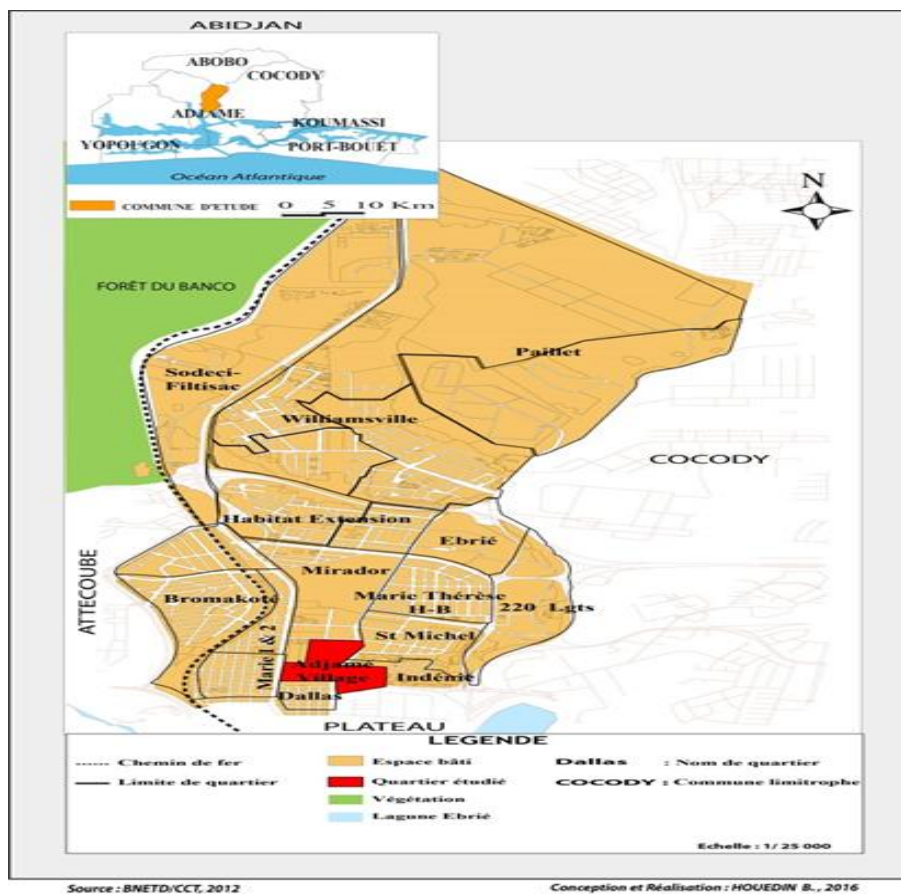 ABIDJAN
ABOBO
COCODY
ADJAME
KOUMASSI
YOPOUGON
PORT-BOUËT
Océan Atlantique
COMMUNE D'ETUDE
0 5 10 Km
N
FORÊT DU BANCO
Paillet
Sodeci-
Filtisac
Williamsville
COCODY
Habitat Extension
Ebrié
ATTECOUBE
Mirador
Bromakoté
Marie Thérèse
H-B
220 Lgts
St Michel
Marie 1 & 2
Adjamé
Village
Indénié
Dallas
PLATEAU
LEGENDE
Chemin de fer
Limite de quartier
Espace bâti
Quartier étudié
Végétation
Lagune Ebrié
Dallas : Nom de quartier
COCODY : Commune limitrophe
Echelle : 1/ 25 000
Source : BNETD/CCT, 2012
Conception et Réalisation : HOUEDIN B., 2016